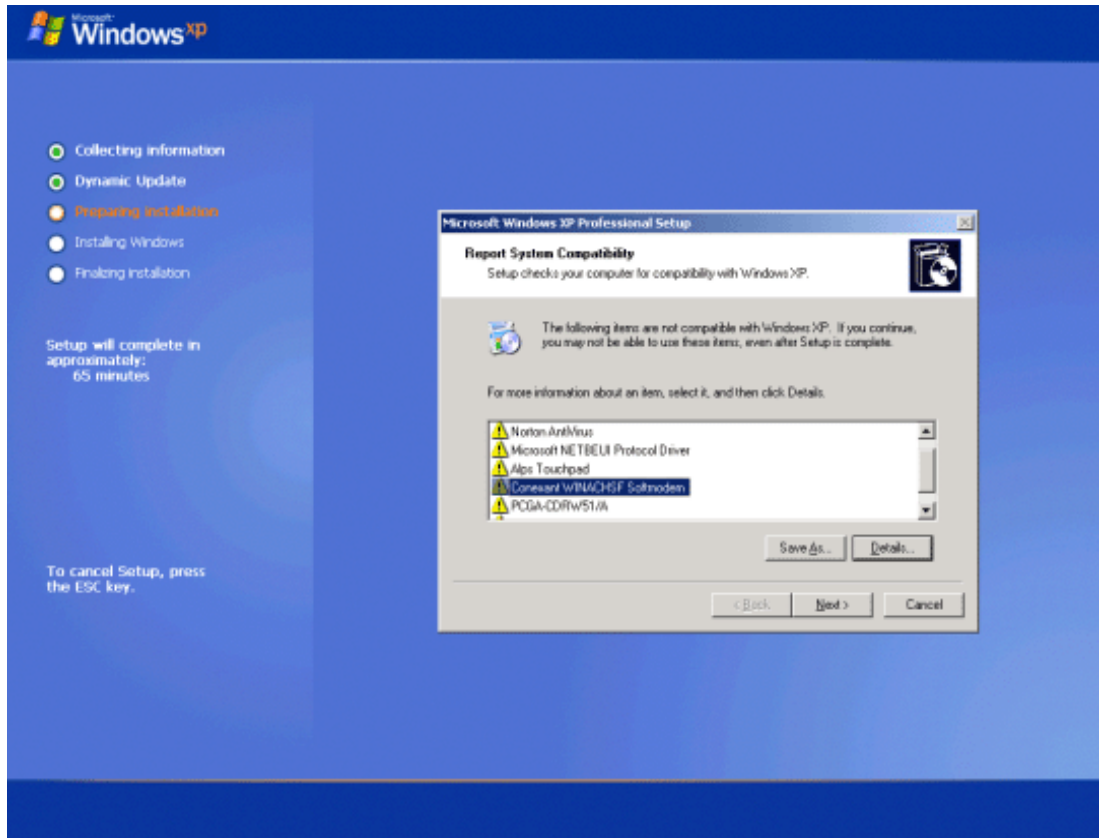 Microsoft
Windows xp
Collecting information
Dynamic Update
Preparing installation
Installing Windows
Finalizing installation
Setup will complete in
approximately:
65 minutes
To cancel Setup, press
the ESC key.
Microsoft Windows XP Professional Setup
Report System Compatibility
Setup checks your computer for compatibility with Windows XP.
The following items are not compatible with Windows XP. If you continue,
you may not be able to use these items, even after Setup is complete.
For more information about an item, select it, and then click Details.
Norton AntiVirus
Microsoft NETBEUI Protocol Driver
Alps Touchpad
Conexant WINACHSF Softmodem
PCGA-CDRW51/A
Save As...
Details...
< Back
Next >
Cancel